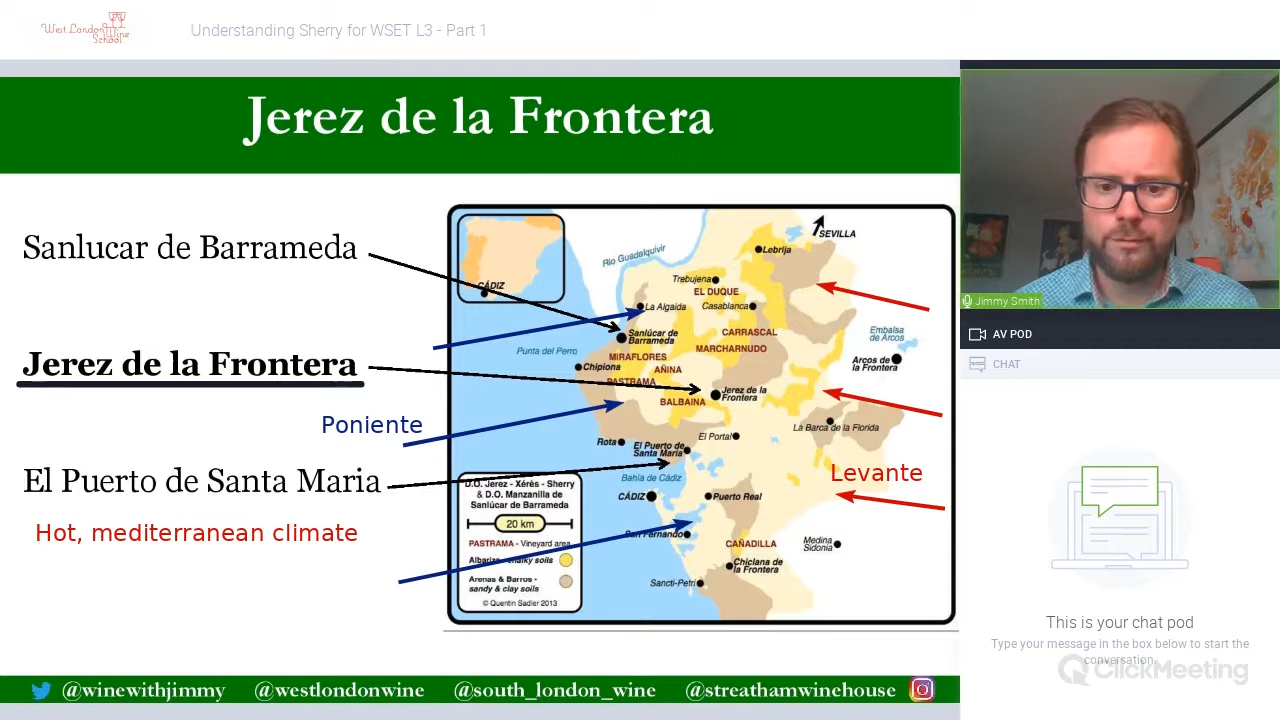 West London Wine School
Understanding Sherry for WSET L3 - Part 1
Jerez de la Frontera
Sanlucar de Barrameda
Jerez de la Frontera
Poniente
El Puerto de Santa Maria
Hot, mediterranean climate
CÁDIZ
Rio Guadalquivir
SEVILLA
Lebrija
Trebujena
EL DUQUE
La Algaida
Casablanca
Sanlúcar de
Barrameda
CARRASCAL
Embalsa
de Arcos
Punta del Perro
MIRAFLORES
MARCHARNUDO
Chipiona
AÑINA
Arcos de
la Frontera
PASTRAMA
BALBAINA
Jerez de la
Frontera
La Barca de la Florida
Rota
El Portal
El Puerto de
Santa Maria
Levante
Bahia de Cádiz
CÁDIZ
Puerto Real
San Fernando
CAÑADILLA
Medina
Sidonia
Chiclana de
la Frontera
Sancti-Petri
D.O. Jerez - Xérès - Sherry
& D.O. Manzanilla de
Sanlúcar de Barrameda
20 km
PASTRAMA - Vineyard area
Albariza - chalky soils
Arenas & Barros -
sandy & clay soils
© Quentin Sadler 2013
@winewithjimmy
@westlondonwine
@south_london_wine
@streathamwinehouse
Jimmy Smith
AV POD
CHAT
This is your chat pod
Type your message in the box below to start the
conversation.
ClickMeeting